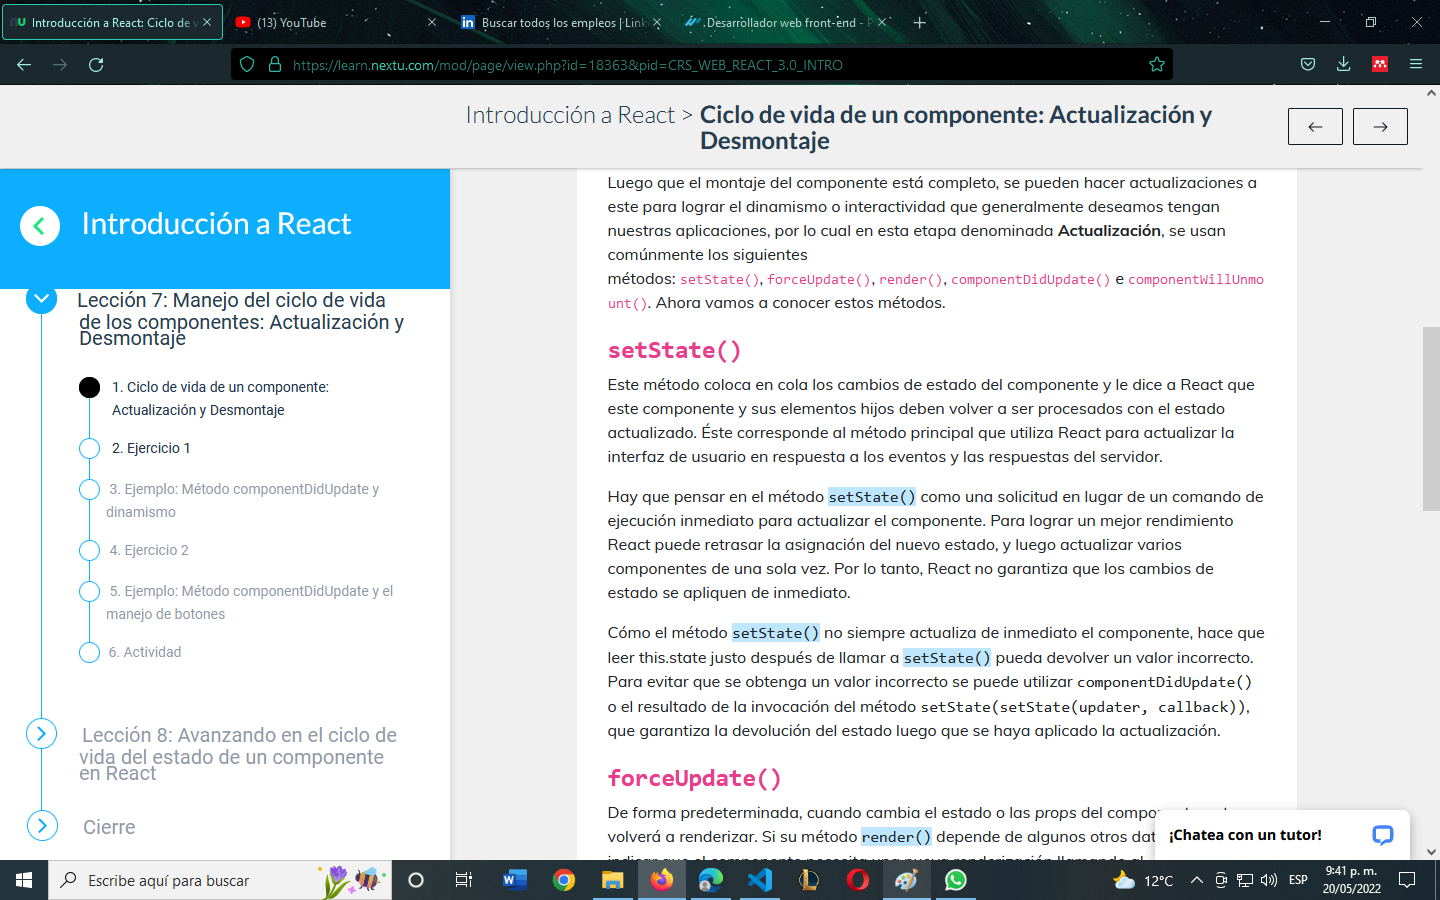 Introducción a React: Ciclo de v
(13) YouTube
Buscar todos los empleos | Link
Desarrollador web front-end - P
https://learn.nextu.com/mod/page/view.php?id=18363&pid=CRS_WEB_REACT_3.0_INTRO
Introducción a React > Ciclo de vida de un componente: Actualización y
Desmontaje
Introducción a React
Lección 7: Manejo del ciclo de vida
de los componentes: Actualización y
Desmontaje
1. Ciclo de vida de un componente:
Actualización y Desmontaje
2. Ejercicio 1
3. Ejemplo: Método componentDidUpdate y
dinamismo
4. Ejercicio 2
5. Ejemplo: Método componentDidUpdate y el
manejo de botones
6. Actividad
Lección 8: Avanzando en el ciclo de
vida del estado de un componente
en React
Cierre
Luego que el montaje del componente está completo, se pueden hacer actualizaciones a
este para lograr el dinamismo o interactividad que generalmente deseamos tengan
nuestras aplicaciones, por lo cual en esta etapa denominada Actualización, se usan
comúnmente los siguientes
métodos: setState(), forceUpdate(), render(), componentDidUpdate() e componentWillUnmo
unt(). Ahora vamos a conocer estos métodos.
setState()
Este método coloca en cola los cambios de estado del componente y le dice a React que
este componente y sus elementos hijos deben volver a ser procesados con el estado
actualizado. Éste corresponde al método principal que utiliza React para actualizar la
interfaz de usuario en respuesta a los eventos y las respuestas del servidor.
Hay que pensar en el método setState() como una solicitud en lugar de un comando de
ejecución inmediato para actualizar el componente. Para lograr un mejor rendimiento
React puede retrasar la asignación del nuevo estado, y luego actualizar varios
componentes de una sola vez. Por lo tanto, React no garantiza que los cambios de
estado se apliquen de inmediato.
Cómo el método setState() no siempre actualiza de inmediato el componente, hace que
leer this.state justo después de llamar a setState() pueda devolver un valor incorrecto.
Para evitar que se obtenga un valor incorrecto se puede utilizar componentDidUpdate()
o el resultado de la invocación del método setState(setState(updater, callback)),
que garantiza la devolución del estado luego que se haya aplicado la actualización.
forceUpdate()
De forma predeterminada, cuando cambia el estado o las props del compo
volverá a renderizar. Si su método render() depende de algunos otros dat
indicar que el componente necesita una nueva renderización llamando al
¡Chatea con un tutor!
Escribe aquí para buscar
12°C
ESP
9:41 p. m.
20/05/2022